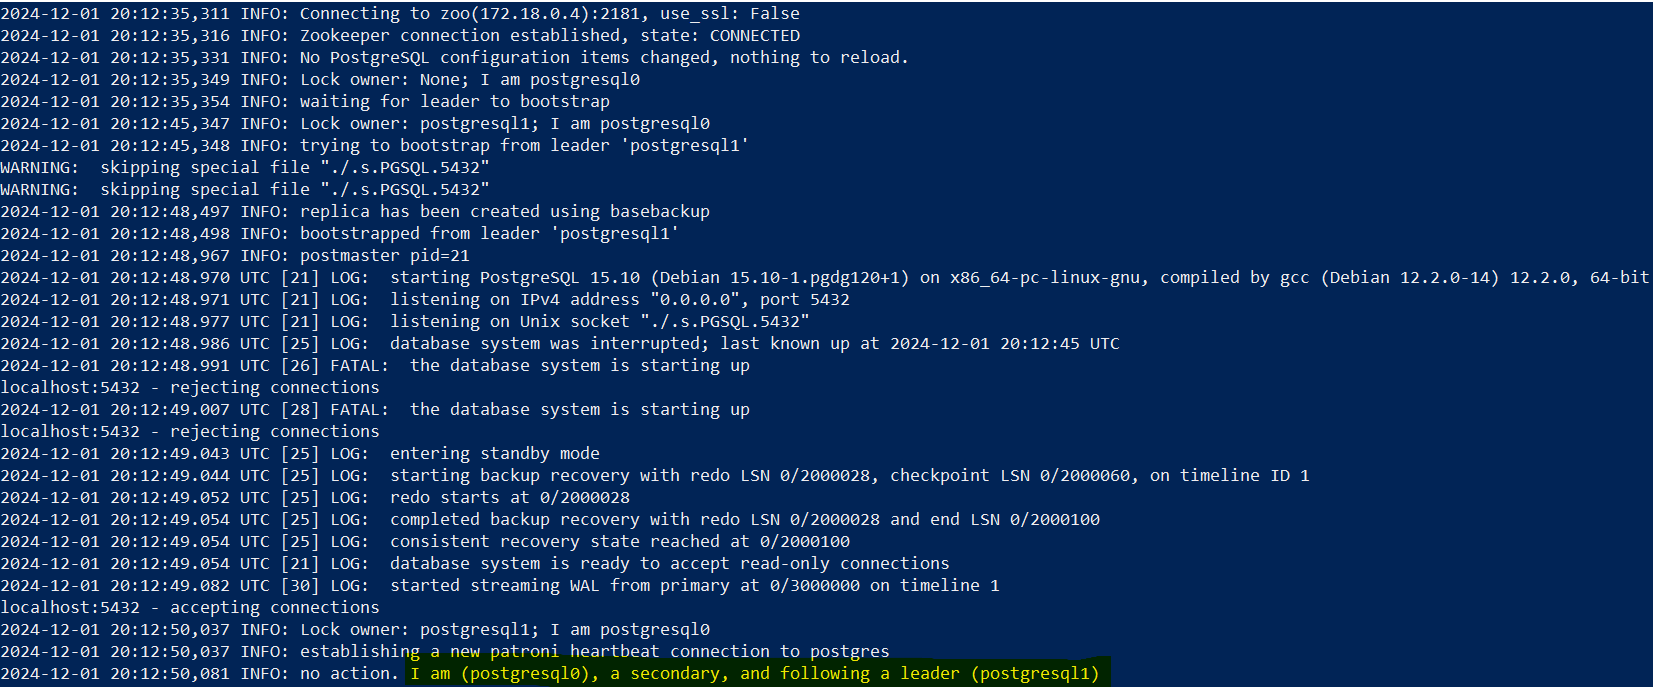 2024-12-01 20:12:35,311 INFO: Connecting to zoo(172.18.0.4):2181, use_ssl: False
2024-12-01 20:12:35,316 INFO: Zookeeper connection established, state: CONNECTED
2024-12-01 20:12:35,331 INFO: No PostgreSQL configuration items changed, nothing to reload.
2024-12-01 20:12:35,349 INFO: Lock owner: None; I am postgresql0
2024-12-01 20:12:35,354 INFO: waiting for leader to bootstrap
2024-12-01 20:12:45,347 INFO: Lock owner: postgresql1; I am postgresql0
2024-12-01 20:12:45,348 INFO: trying to bootstrap from leader 'postgresql1'
WARNING:  skipping special file "./.s.PGSQL.5432"
WARNING:  skipping special file "./.s.PGSQL.5432"
2024-12-01 20:12:48,497 INFO: replica has been created using basebackup
2024-12-01 20:12:48,498 INFO: bootstrapped from leader 'postgresql1'
2024-12-01 20:12:48,967 INFO: postmaster pid=21
2024-12-01 20:12:48.970 UTC [21] LOG:  starting PostgreSQL 15.10 (Debian 15.10-1.pgdg120+1) on x86_64-pc-linux-gnu, compiled by gcc (Debian 12.2.0-14) 12.2.0, 64-bit
2024-12-01 20:12:48.971 UTC [21] LOG:  listening on IPv4 address "0.0.0.0", port 5432
2024-12-01 20:12:48.977 UTC [21] LOG:  listening on Unix socket "./.s.PGSQL.5432"
2024-12-01 20:12:48.986 UTC [25] LOG:  database system was interrupted; last known up at 2024-12-01 20:12:45 UTC
2024-12-01 20:12:48.991 UTC [26] FATAL:  the database system is starting up
localhost:5432 - rejecting connections
2024-12-01 20:12:49.007 UTC [28] FATAL:  the database system is starting up
localhost:5432 - rejecting connections
2024-12-01 20:12:49.043 UTC [25] LOG:  entering standby mode
2024-12-01 20:12:49.044 UTC [25] LOG:  starting backup recovery with redo LSN 0/2000028, checkpoint LSN 0/2000060, on timeline ID 1
2024-12-01 20:12:49.052 UTC [25] LOG:  redo starts at 0/2000028
2024-12-01 20:12:49.054 UTC [25] LOG:  completed backup recovery with redo LSN 0/2000028 and end LSN 0/2000100
2024-12-01 20:12:49.054 UTC [25] LOG:  consistent recovery state reached at 0/2000100
2024-12-01 20:12:49.054 UTC [21] LOG:  database system is ready to accept read-only connections
2024-12-01 20:12:49.082 UTC [30] LOG:  started streaming WAL from primary at 0/3000000 on timeline 1
localhost:5432 - accepting connections
2024-12-01 20:12:50,037 INFO: Lock owner: postgresql1; I am postgresql0
2024-12-01 20:12:50,037 INFO: establishing a new patroni heartbeat connection to postgres
2024-12-01 20:12:50,081 INFO: no action. I am (postgresql0), a secondary, and following a leader (postgresql1)